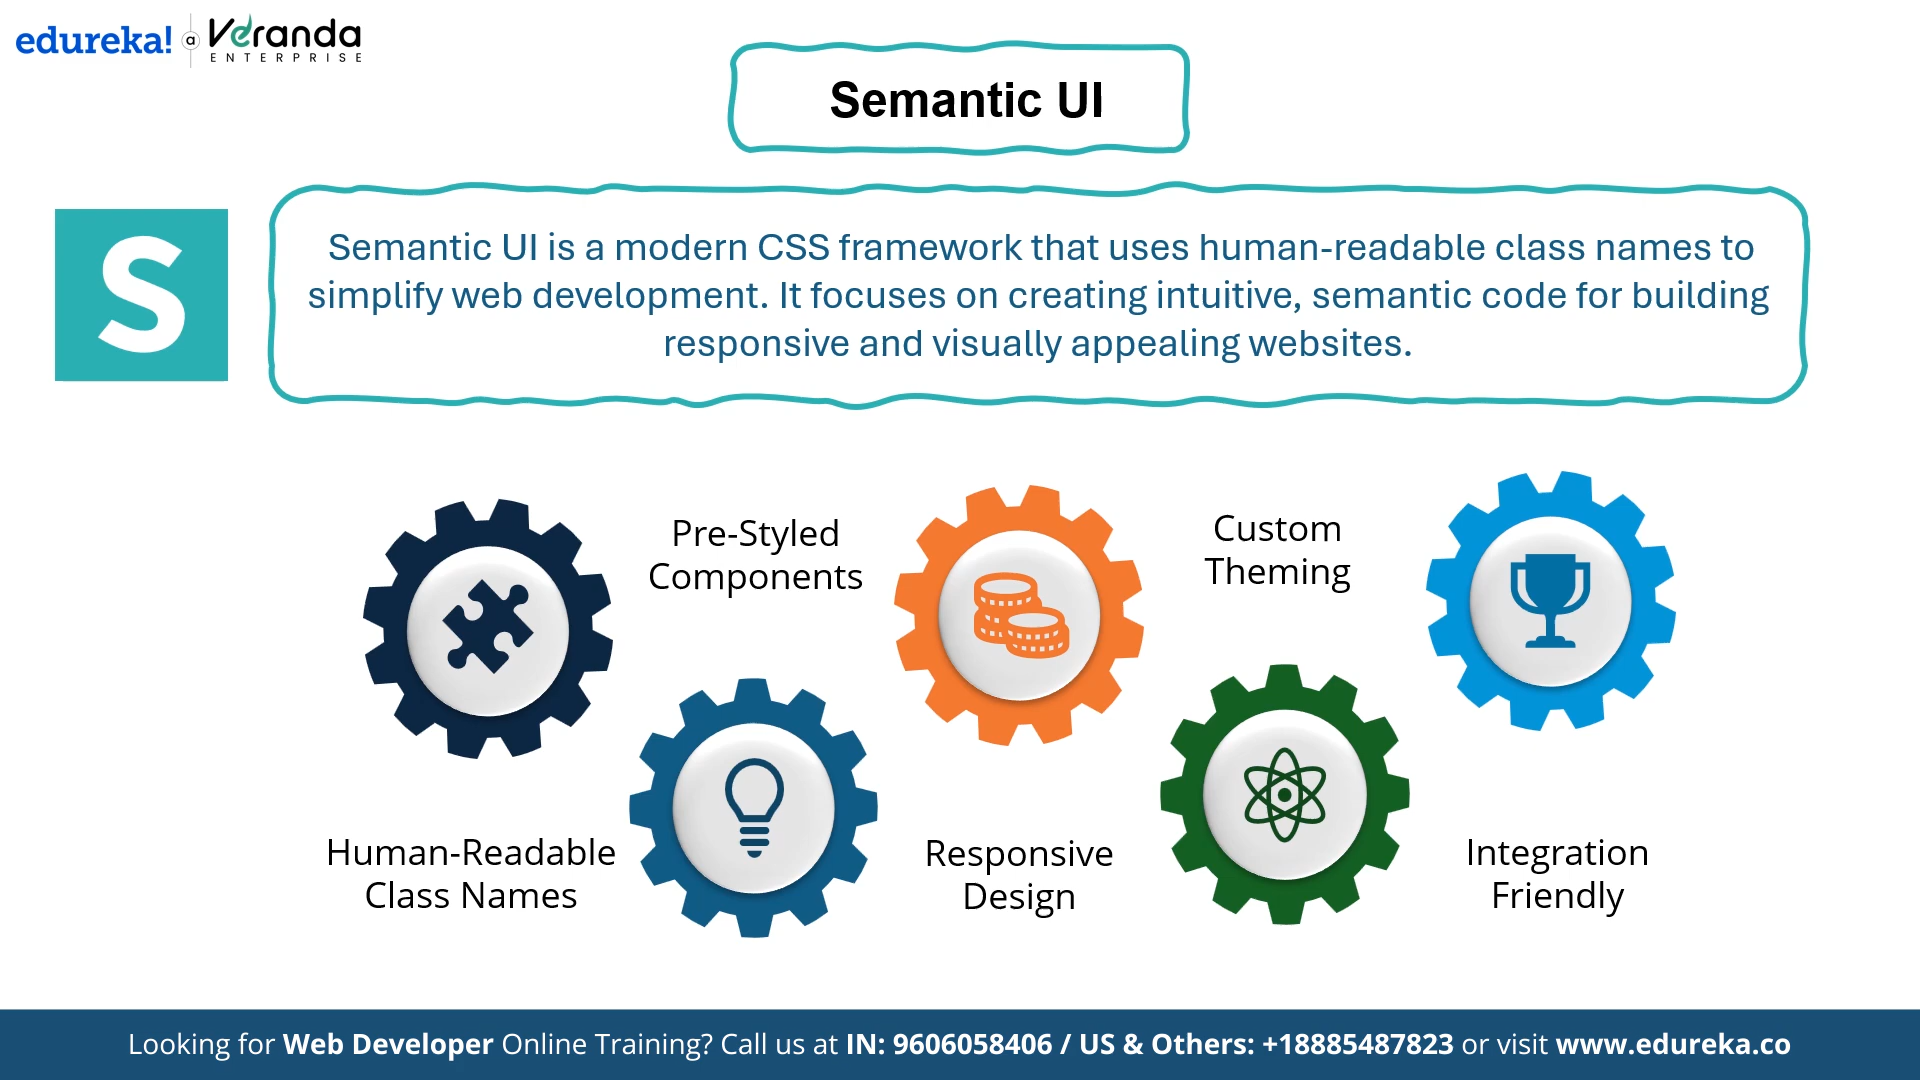 edureka!
a
Veranda
ENTERPRISE
Semantic UI
S
Semantic UI is a modern CSS framework that uses human-readable class names to
simplify web development. It focuses on creating intuitive, semantic code for building
responsive and visually appealing websites.
Human-Readable
Class Names
Pre-Styled
Components
Responsive
Design
Custom
Theming
Integration
Friendly
Looking for Web Developer Online Training? Call us at IN: 9606058406 / US & Others: +18885487823 or visit www.edureka.co